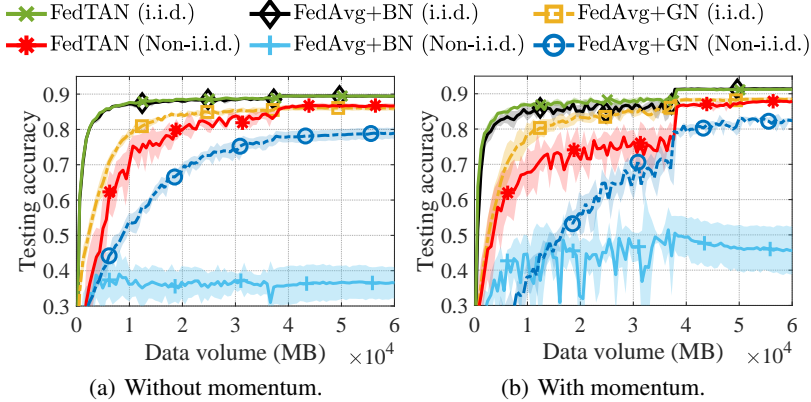 FedTAN (i.i.d.) FedAvg+BN (i.i.d.) FedAvg+GN (i.i.d.)
FedTAN (Non-i.i.d.) FedAvg+BN (Non-i.i.d.) FedAvg+GN (Non-i.i.d.)
Testing accuracy
0.9
0.8
0.7
0.6
0.5
0.4
0.3
0 1 2 3 4 5 6
Data volume (MB) ×10^4
(a) Without momentum.
Testing accuracy
0.9
0.8
0.7
0.6
0.5
0.4
0.3
0 1 2 3 4 5 6
Data volume (MB) ×10^4
(b) With momentum.